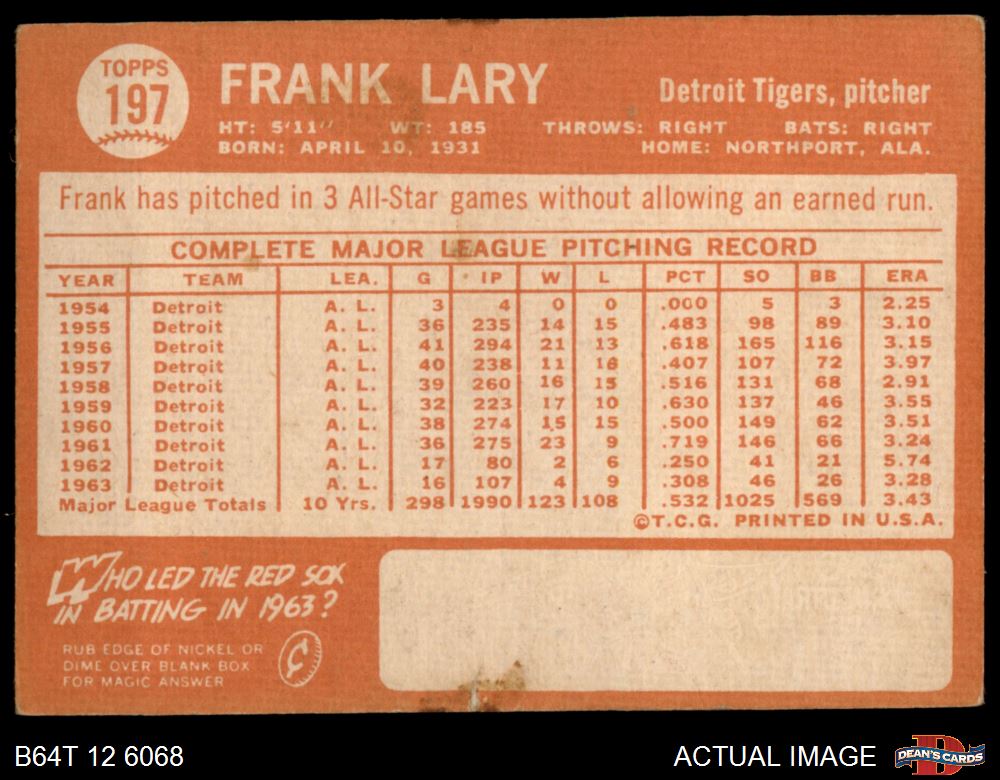 TOPPS
197
FRANK LARY
Detroit Tigers, pitcher
HT: 5'11" WT: 185 THROWS: RIGHT BATS: RIGHT
BORN: APRIL 10, 1931 HOME: NORTHPORT, ALA.
Frank has pitched in 3 All-Star games without allowing an earned run.
COMPLETE MAJOR LEAGUE PITCHING RECORD
YEAR TEAM LEA. G IP W L PCT SO BB ERA
1954 Detroit A. L. 3 4 0 0 .000 5 3 2.25
1955 Detroit A. L. 36 235 14 15 .483 98 89 3.10
1956 Detroit A. L. 41 294 21 13 .618 165 116 3.15
1957 Detroit A. L. 40 238 11 16 .407 107 72 3.97
1958 Detroit A. L. 39 260 16 15 .516 131 68 2.91
1959 Detroit A. L. 32 223 17 10 .630 137 46 3.55
1960 Detroit A. L. 38 274 15 15 .500 149 62 3.51
1961 Detroit A. L. 36 275 23 9 .719 146 66 3.24
1962 Detroit A. L. 17 80 2 6 .250 41 21 5.74
1963 Detroit A. L. 16 107 4 9 .308 46 26 3.28
Major League Totals 10 Yrs. 298 1990 123 108 .532 1025 569 3.43
©T.C.G. PRINTED IN U.S.A.
WHO LED THE RED SOX
IN BATTING IN 1963?
RUB EDGE OF NICKEL OR
DIME OVER BLANK BOX
FOR MAGIC ANSWER
B64T 12 6068
ACTUAL IMAGE
DEAN'S CARDS